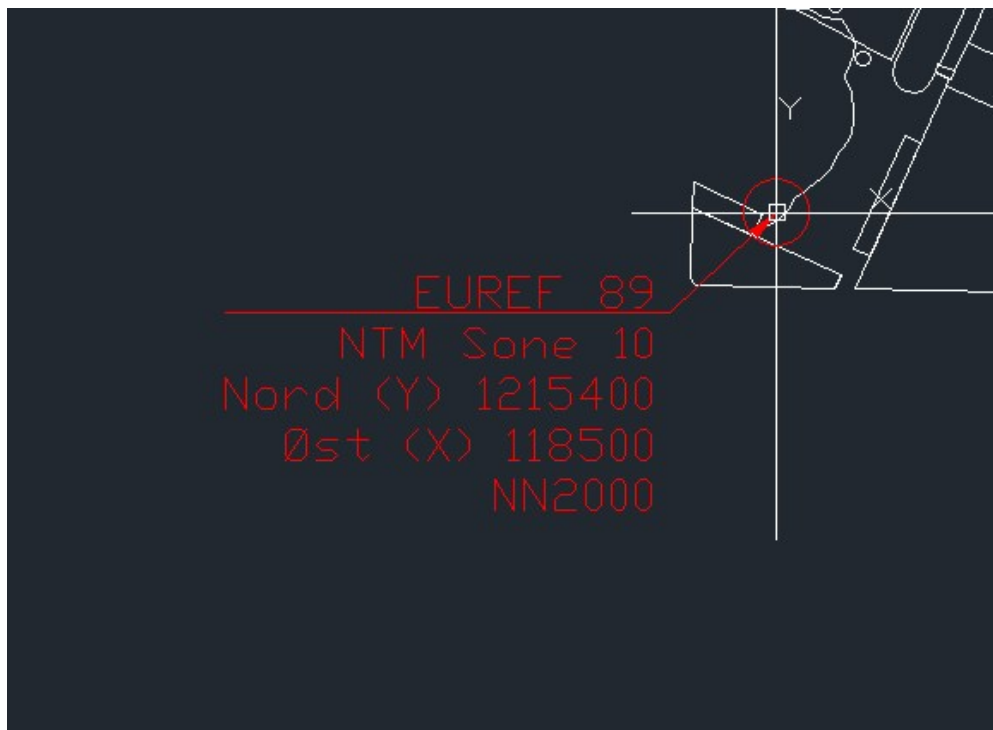 Y
X
EUREF 89
NTM Sone 10
Nord (Y) 1215400
Øst (X) 118500
NN2000